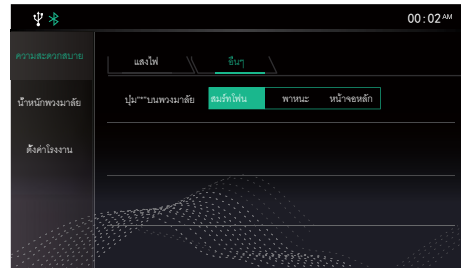 00:02 AM
ความสะดวกสบาย
แสงไฟ อื่นๆ
น้ำหนักพวงมาลัย
ปุ่ม"*"บนพวงมาลัย สมาร์ทโฟน พาหนะ หน้าจอหลัก
ตั้งค่าโรงงาน